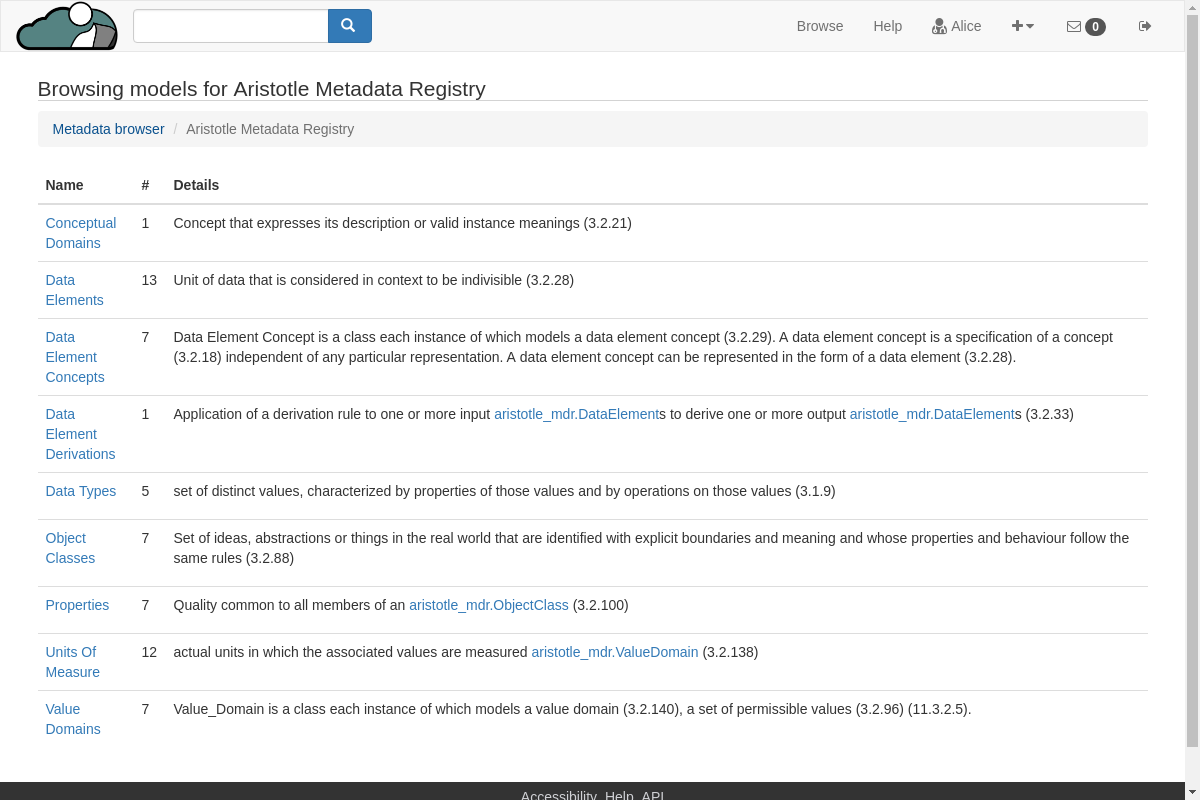 Browse Help Alice 0
Browsing models for Aristotle Metadata Registry
Metadata browser / Aristotle Metadata Registry
Name # Details
Conceptual 1 Concept that expresses its description or valid instance meanings (3.2.21)
Domains
Data 13 Unit of data that is considered in context to be indivisible (3.2.28)
Elements
Data 7 Data Element Concept is a class each instance of which models a data element concept (3.2.29). A data element concept is a specification of a concept
Element (3.2.18) independent of any particular representation. A data element concept can be represented in the form of a data element (3.2.28).
Concepts
Data 1 Application of a derivation rule to one or more input aristotle_mdr.DataElements to derive one or more output aristotle_mdr.DataElements (3.2.33)
Element
Derivations
Data Types 5 set of distinct values, characterized by properties of those values and by operations on those values (3.1.9)
Object 7 Set of ideas, abstractions or things in the real world that are identified with explicit boundaries and meaning and whose properties and behaviour follow the
Classes same rules (3.2.88)
Properties 7 Quality common to all members of an aristotle_mdr.ObjectClass (3.2.100)
Units Of 12 actual units in which the associated values are measured aristotle_mdr.ValueDomain (3.2.138)
Measure
Value 7 Value_Domain is a class each instance of which models a value domain (3.2.140), a set of permissible values (3.2.96) (11.3.2.5).
Domains
Accessibility Help API